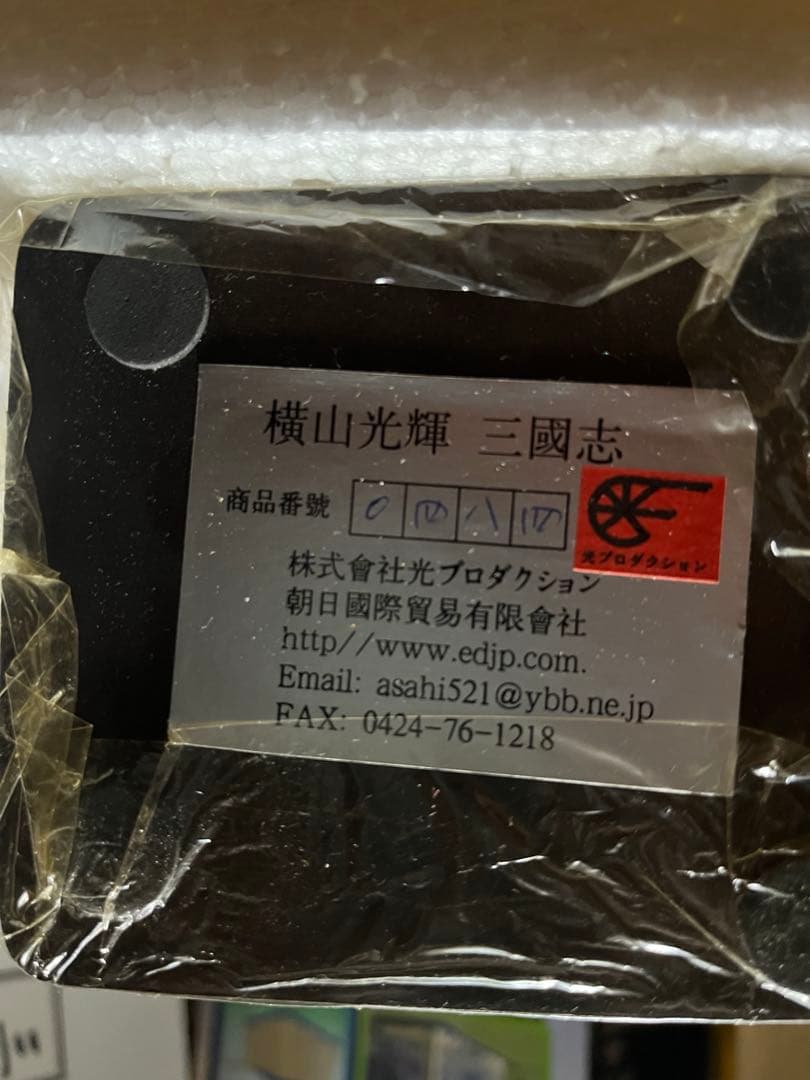 横山光輝 三國志
商品番號 0 四 八 四
光プロダクション
株式會社光プロダクション
朝日國際貿易有限會社
http//www.edjp.com.
Email: asahi521@ybb.ne.jp
FAX: 0424-76-1218